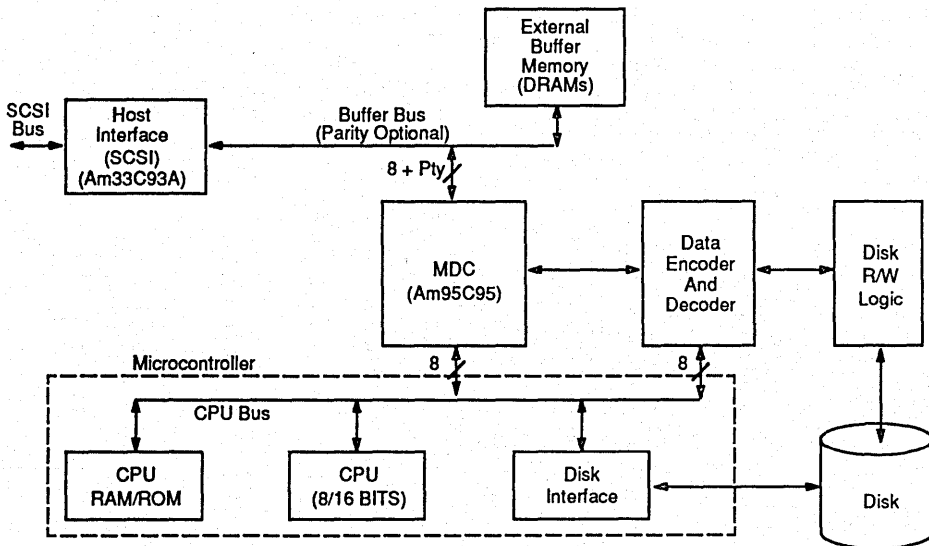 External
Buffer
Memory
(DRAMs)
SCSI
Bus
Host
Interface
(SCSI)
(Am33C93A)
Buffer Bus
(Parity Optional)
8 + Pty
MDC
(Am95C95)
Data
Encoder
And
Decoder
Disk
R/W
Logic
Microcontroller
8
8
CPU Bus
CPU
RAM/ROM
CPU
(8/16 BITS)
Disk
Interface
Disk